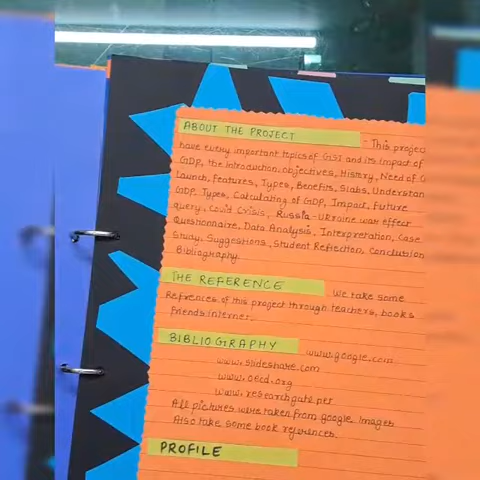 ABOUT THE PROJECT - This project
have every important topics of GST and its impact of
GDP, the Introduction, objectives, History, Need of
Launch, Features, Types, Benefits, Slabs, Understan
GDP, Types, Calculating of GDP, Impact, Future
query, Covid Crisis, Russia-Ukraine war effect
Questionnaire, Data Analysis, Interpretation, Case
Study, Suggestions, Student Reflection, Conclusion
Bibliography.
THE REFERENCE We take some
Refrences of this project through teachers, books
friends interner.
BIBLIOGRAPHY www.google.com
www.slideshare.com
www.oecd.org
www.researchgate.per
All pictures were taken from google Images
Also take some book references.
PROFILE